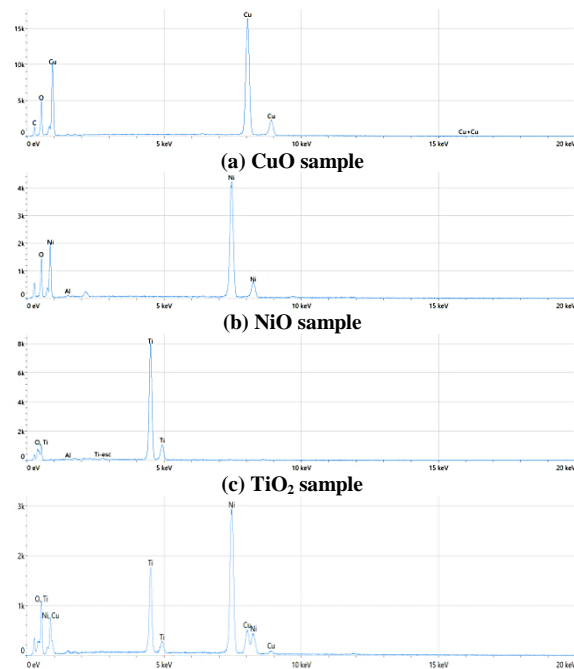 Cu
15k
10k
Cu
5k
O
C
Cu
Cu+Cu
0
0 eV 5 keV 10 keV 15 keV 20 keV
(a) CuO sample
Ni
4k
3k
2k
Ni
O
1k
Ni
Al
0
0 eV 5 keV 10 keV 15 keV 20 keV
(b) NiO sample
8k
Ti
6k
4k
2k
O, Ti
Ti
Al
Ti-esc
0
0 eV 5 keV 10 keV 15 keV 20 keV
(c) TiO₂ sample
3k
Ni
2k
Ti
O, Ti
1k
Ni, Cu
Cu
Ni
Ti
Cu
0
0 eV 5 keV 10 keV 15 keV 20 keV